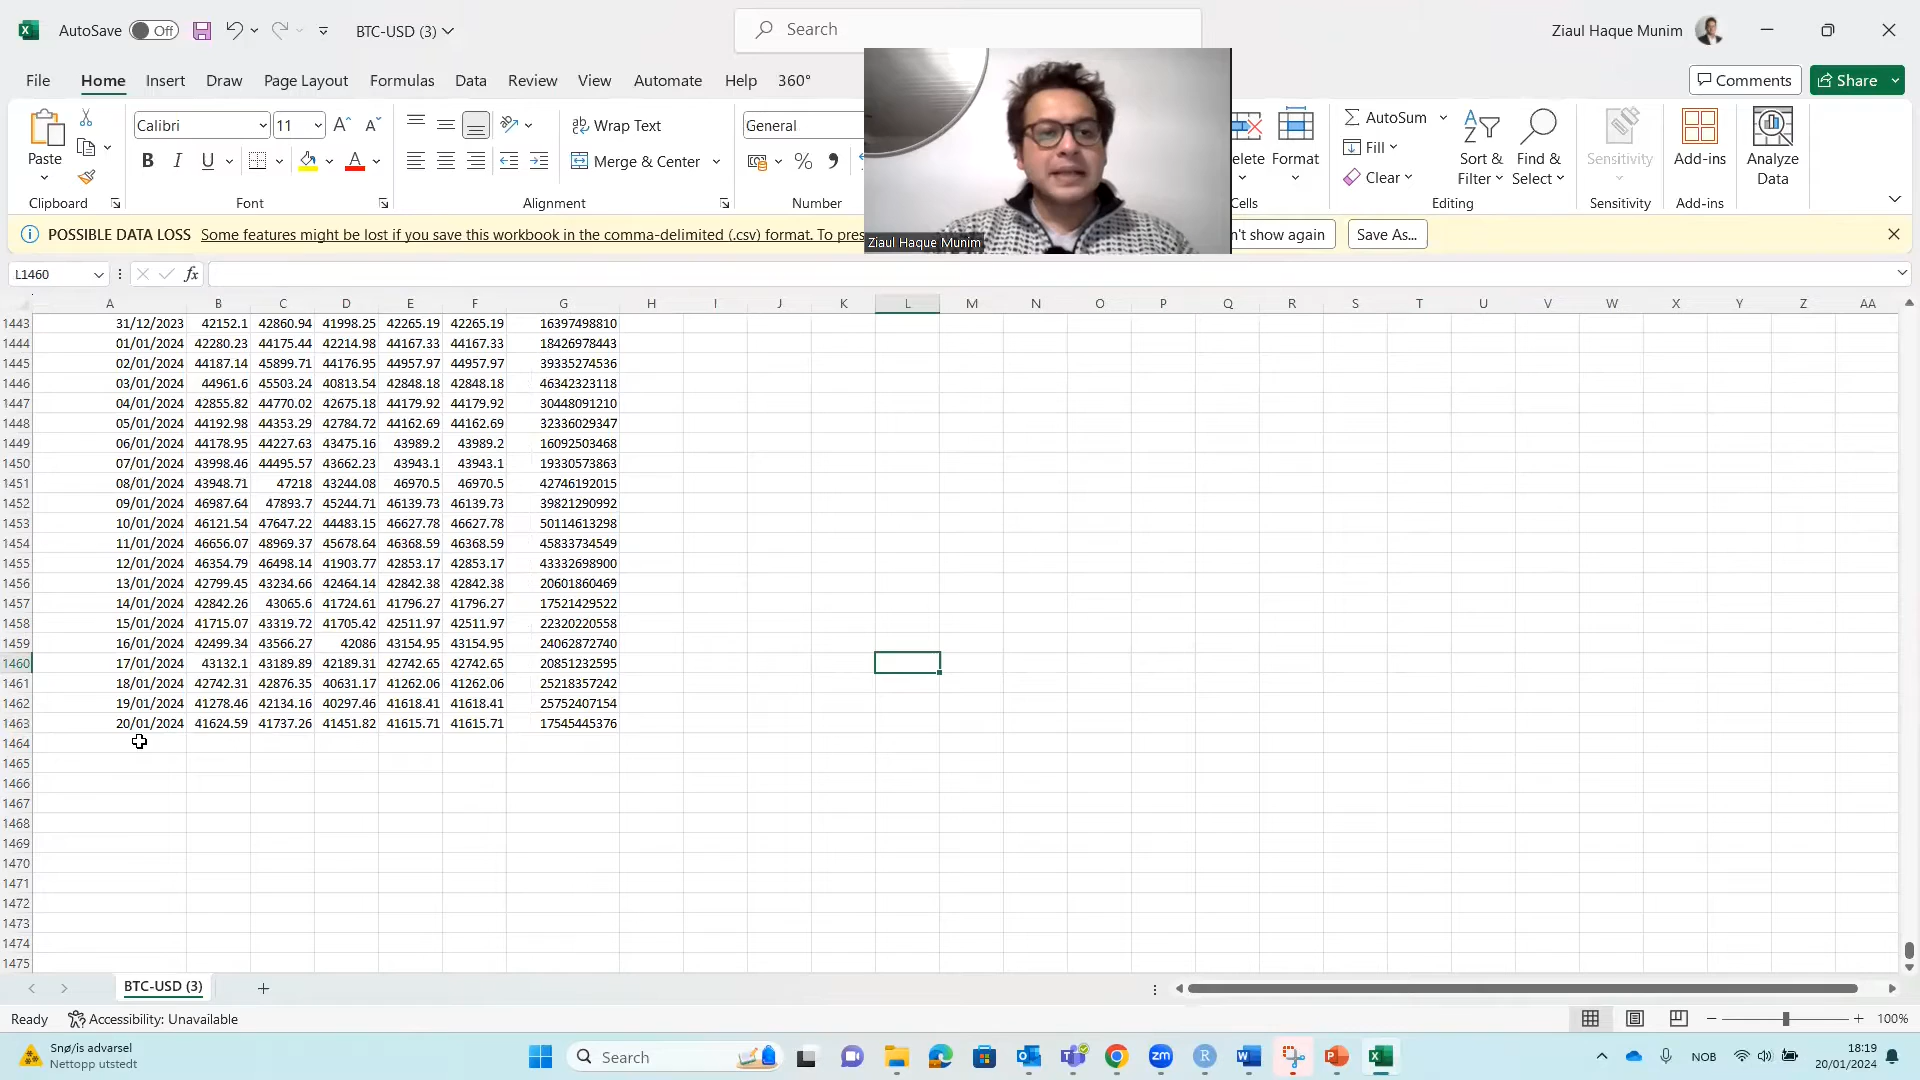 AutoSave Off BTC-USD (3) Search Ziaul Haque Munim
File Home Insert Draw Page Layout Formulas Data Review View Automate Help 360° Comments Share
Calibri 11 Wrap Text General AutoSum
Paste Merge & Center % elete Format Fill Sort & Filter Find & Select Sensitivity Add-ins Analyze Data
Clear
Clipboard Font Alignment Number Cells Editing Sensitivity Add-ins
POSSIBLE DATA LOSS Some features might be lost if you save this workbook in the comma-delimited (.csv) format. To pres n't show again Save As...
Ziaul Haque Munim
L1460 fx
A B C D E F G H I J K L M N O P Q R S T U V W X Y Z AA
1443 31/12/2023 42152.1 42860.94 41998.25 42265.19 42265.19 16397498810
1444 01/01/2024 42280.23 44175.44 42214.98 44167.33 44167.33 18426978443
1445 02/01/2024 44187.14 45899.71 44176.95 44957.97 44957.97 39335274536
1446 03/01/2024 44961.6 45503.24 40813.54 42848.18 42848.18 46342323118
1447 04/01/2024 42855.82 44770.02 42675.18 44179.92 44179.92 30448091210
1448 05/01/2024 44192.98 44353.29 42784.72 44162.69 44162.69 32336029347
1449 06/01/2024 44178.95 44227.63 43475.16 43989.2 43989.2 16092503468
1450 07/01/2024 43998.46 44495.57 43662.23 43943.1 43943.1 19330573863
1451 08/01/2024 43948.71 47218 43244.08 46970.5 46970.5 42746192015
1452 09/01/2024 46987.64 47893.7 45244.71 46139.73 46139.73 39821290992
1453 10/01/2024 46121.54 47647.22 44483.15 46627.78 46627.78 50114613298
1454 11/01/2024 46656.07 48969.37 45678.64 46368.59 46368.59 45833734549
1455 12/01/2024 46354.79 46498.14 41903.77 42853.17 42853.17 43332698900
1456 13/01/2024 42799.45 43234.66 42464.14 42842.38 42842.38 20601860469
1457 14/01/2024 42842.26 43065.6 41724.61 41796.27 41796.27 17521429522
1458 15/01/2024 41715.07 43319.72 41705.42 42511.97 42511.97 22320220558
1459 16/01/2024 42499.34 43566.27 42086 43154.95 43154.95 24062872740
1460 17/01/2024 43132.1 43189.89 42189.31 42742.65 42742.65 20851232595
1461 18/01/2024 42742.31 42876.35 40631.17 41262.06 41262.06 25218357242
1462 19/01/2024 41278.46 42134.16 40297.46 41618.41 41618.41 25752407154
1463 20/01/2024 41624.59 41737.26 41451.82 41615.71 41615.71 17545445376
1464
1465
1466
1467
1468
1469
1470
1471
1472
1473
1474
1475
BTC-USD (3)
Ready Accessibility: Unavailable 100%
Snø/is advarsel
Nettopp utstedt
Search
NOB
18:19
20/01/2024